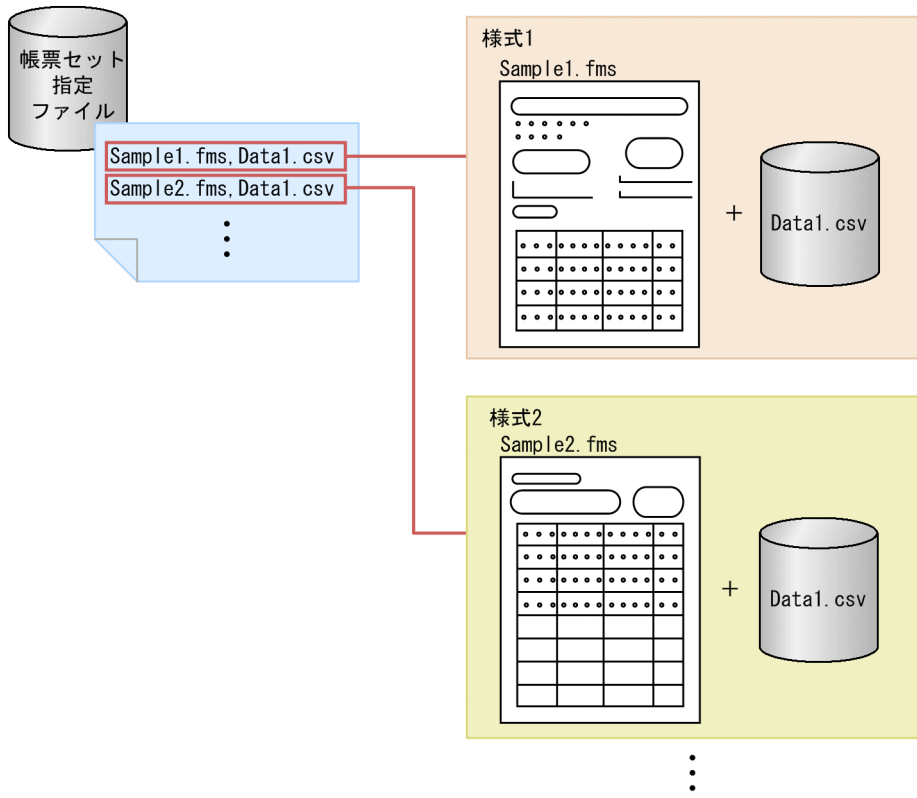 帳票セット
指定
ファイル
Sample1.fms,Data1.csv
Sample2.fms,Data1.csv
様式1
Sample1.fms
+
Data1.csv
様式2
Sample2.fms
+
Data1.csv